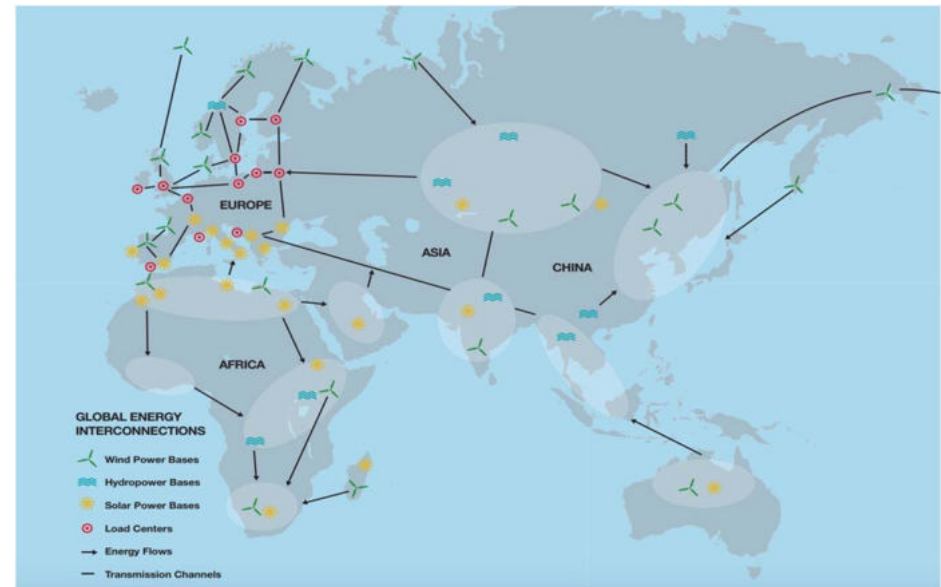 EUROPE
ASIA
CHINA
AFRICA
GLOBAL ENERGY
INTERCONNECTIONS
Wind Power Bases
Hydropower Bases
Solar Power Bases
Load Centers
Energy Flows
Transmission Channels